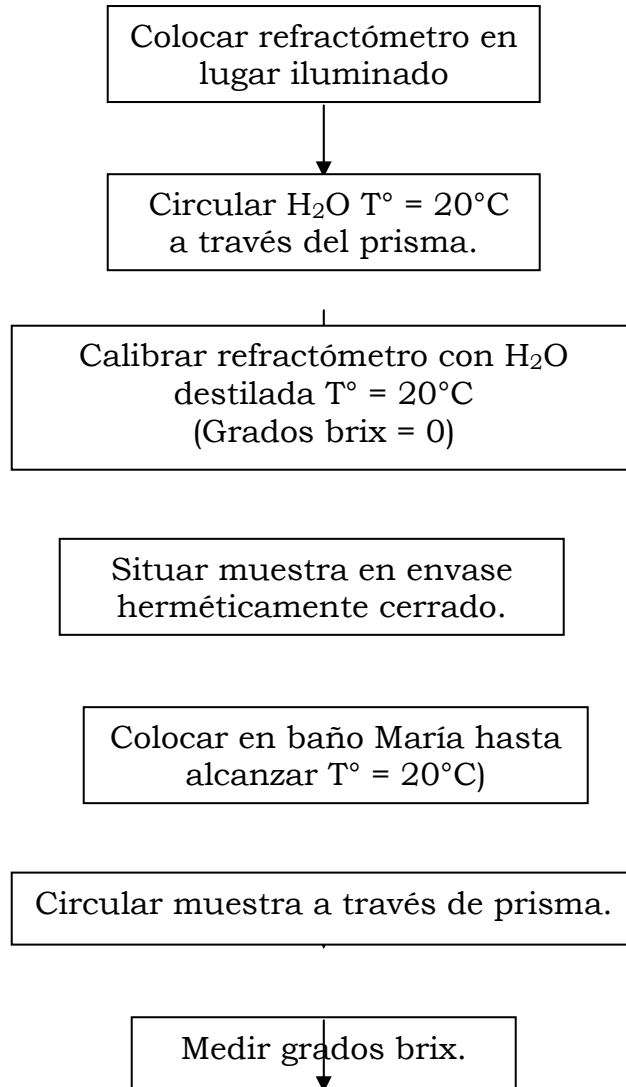 Colocar refractómetro en
lugar iluminado
Circular H₂O T° = 20°C
a través del prisma.
Calibrar refractómetro con H₂O
destilada T° = 20°C
(Grados brix = 0)
Situar muestra en envase
herméticamente cerrado.
Colocar en baño María hasta
alcanzar T° = 20°C)
Circular muestra a través de prisma.
Medir grados brix.